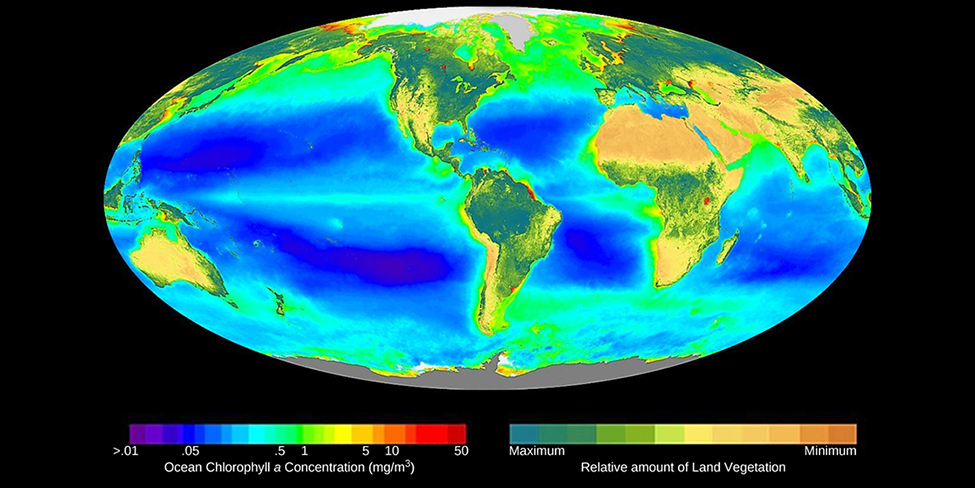 >.01 .05 .5 1 5 10 50
Ocean Chlorophyll a Concentration (mg/m³)
Maximum Minimum
Relative amount of Land Vegetation